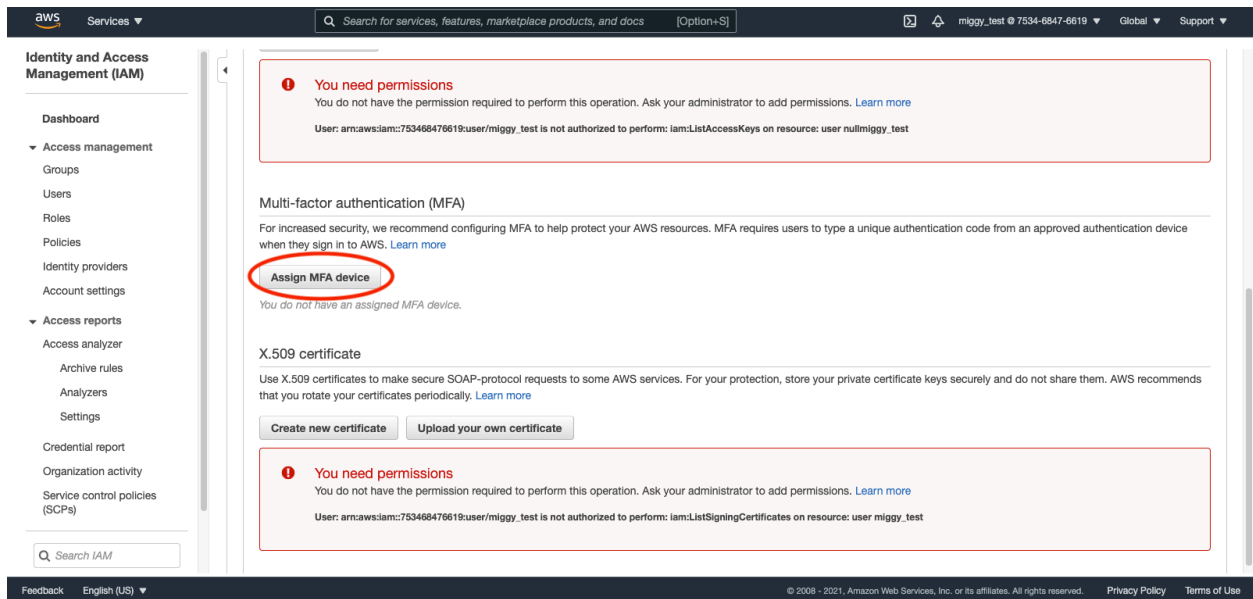 aws
Services ▼
Search for services, features, marketplace products, and docs [Option+S]
miggy_test @ 7534-6847-6619 ▼
Global ▼
Support ▼
Identity and Access
Management (IAM)
Dashboard
Access management
Groups
Users
Roles
Policies
Identity providers
Account settings
Access reports
Access analyzer
Archive rules
Analyzers
Settings
Credential report
Organization activity
Service control policies
(SCPs)
Search IAM
You need permissions
You do not have the permission required to perform this operation. Ask your administrator to add permissions. Learn more
User: arn:aws:iam::753468476619:user/miggy_test is not authorized to perform: iam:ListAccessKeys on resource: user nullmiggy_test
Multi-factor authentication (MFA)
For increased security, we recommend configuring MFA to help protect your AWS resources. MFA requires users to type a unique authentication code from an approved authentication device
when they sign in to AWS. Learn more
Assign MFA device
You do not have an assigned MFA device.
X.509 certificate
Use X.509 certificates to make secure SOAP-protocol requests to some AWS services. For your protection, store your private certificate keys securely and do not share them. AWS recommends
that you rotate your certificates periodically. Learn more
Create new certificate
Upload your own certificate
You need permissions
You do not have the permission required to perform this operation. Ask your administrator to add permissions. Learn more
User: arn:aws:iam::753468476619:user/miggy_test is not authorized to perform: iam:ListSigningCertificates on resource: user miggy_test
Feedback
English (US) ▼
© 2008 - 2021, Amazon Web Services, Inc. or its affiliates. All rights reserved.
Privacy Policy
Terms of Use